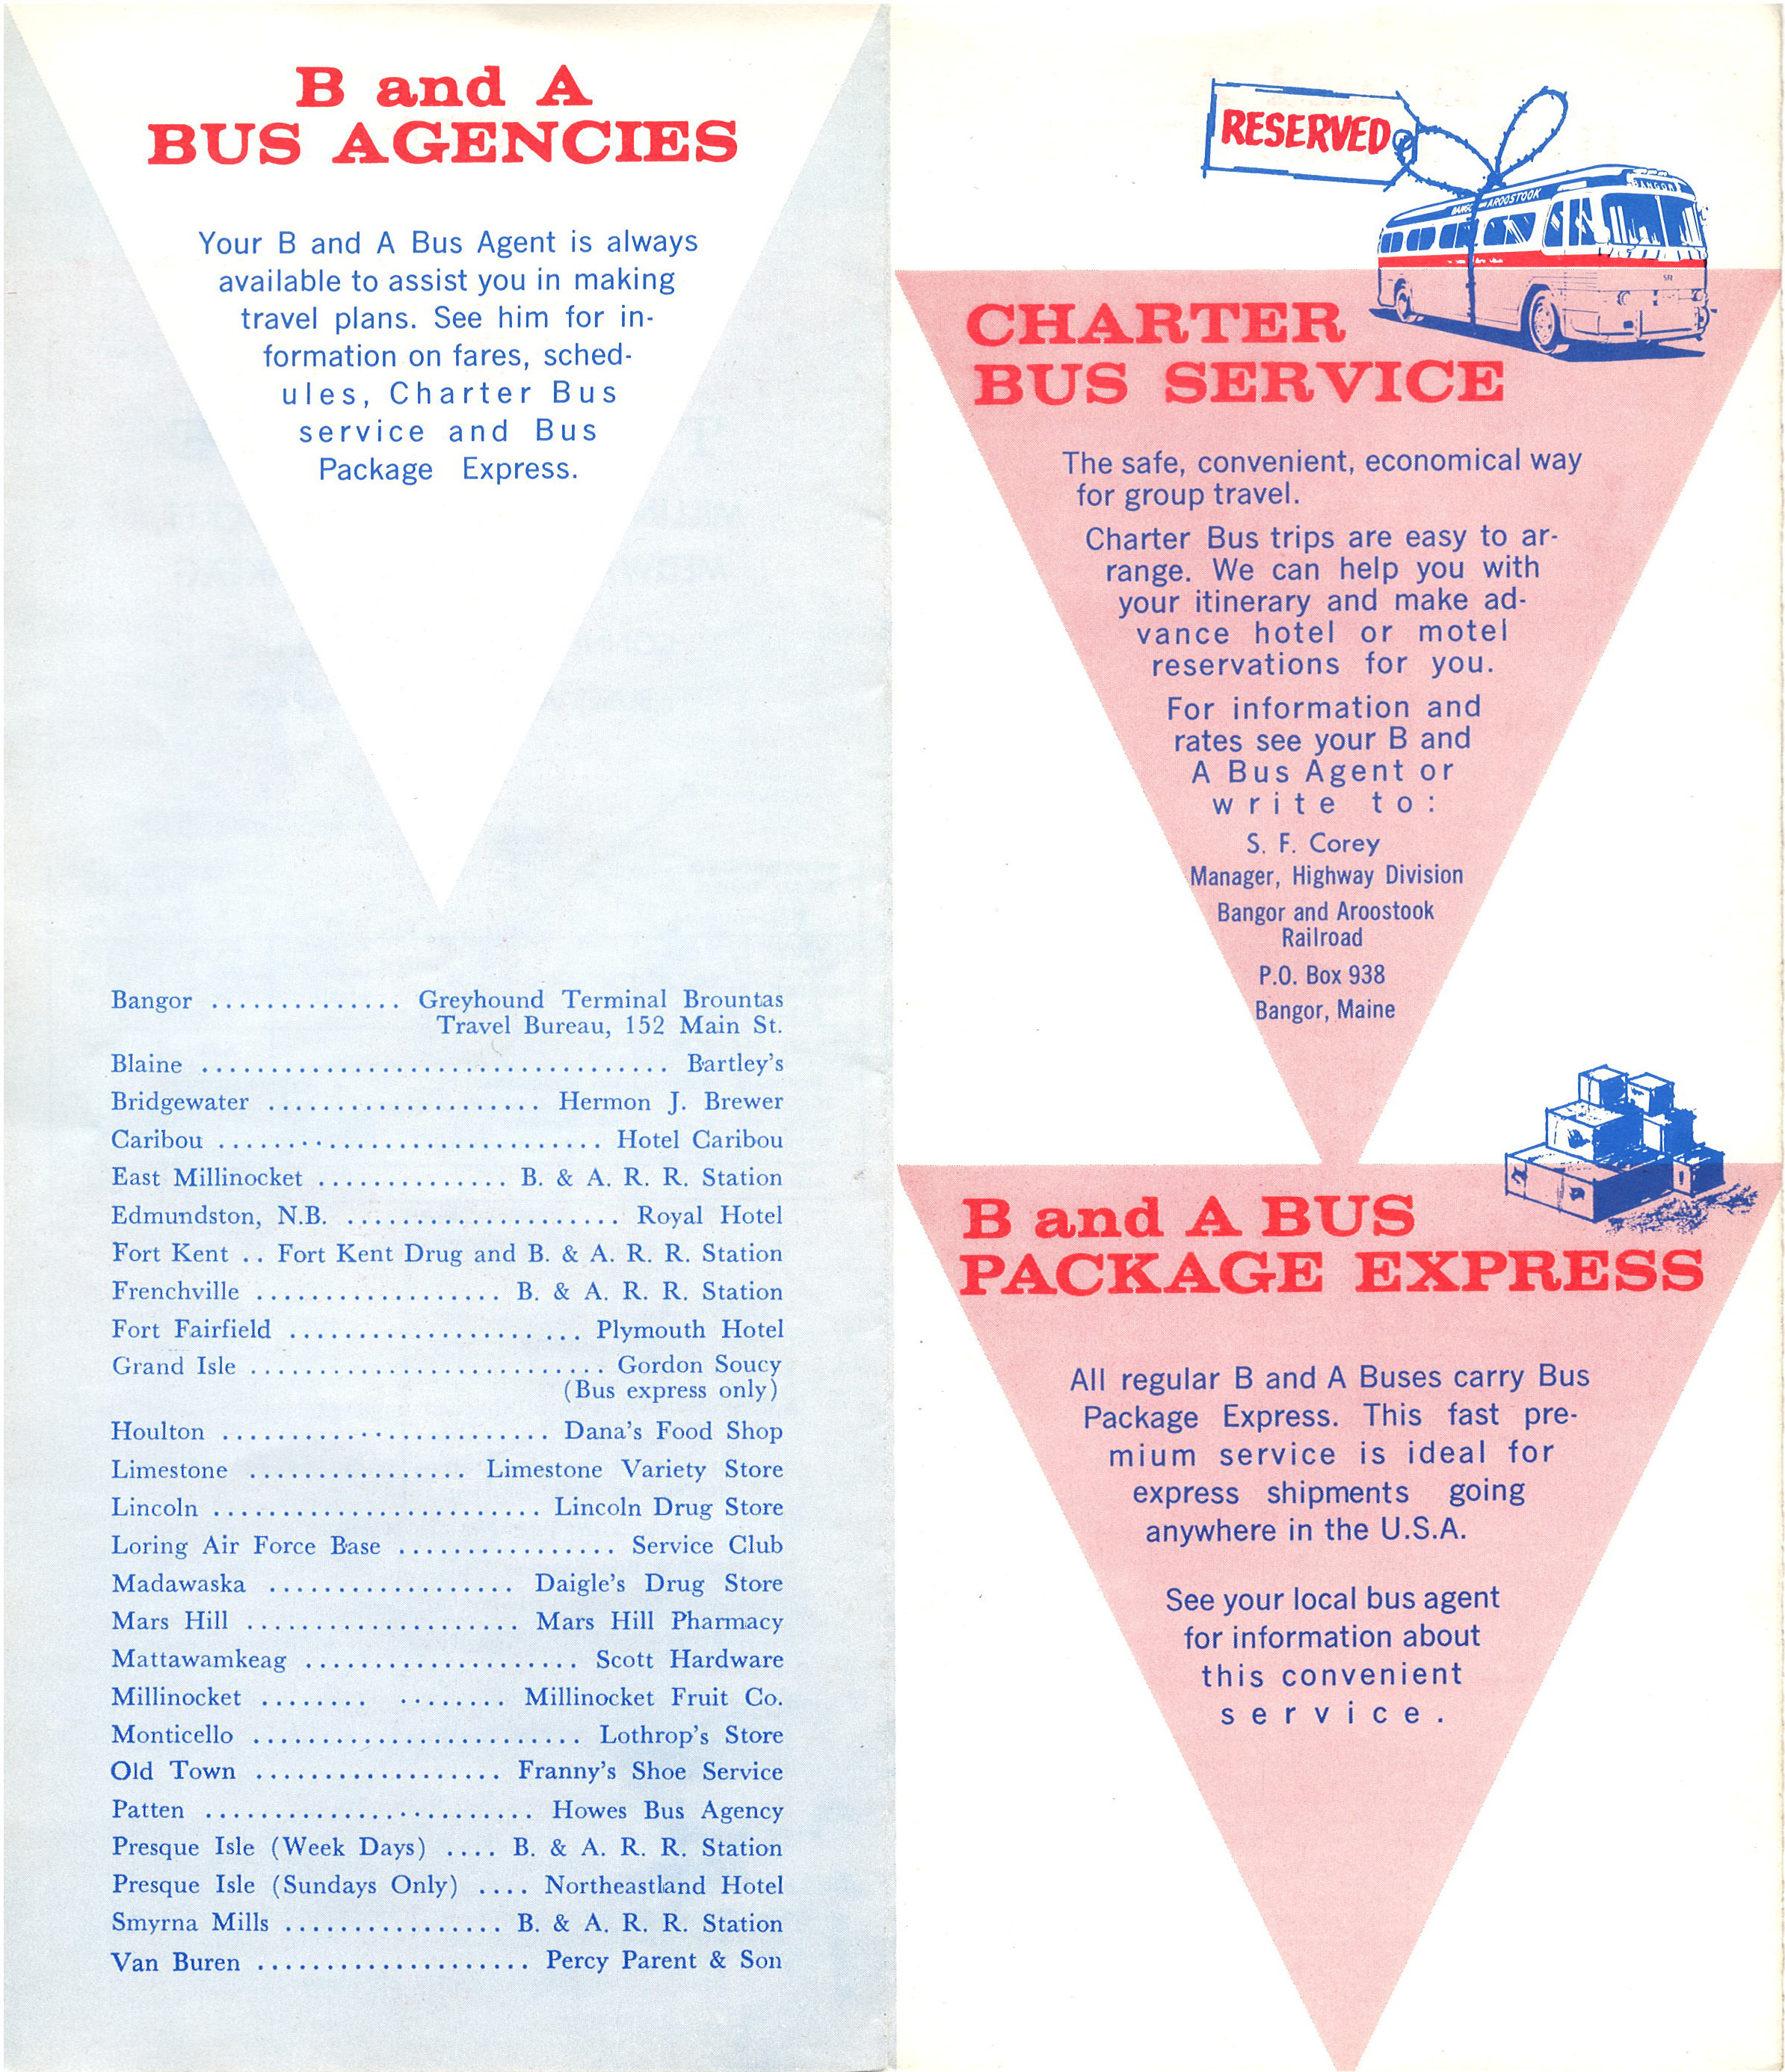 B and A
BUS AGENCIES
Your B and A Bus Agent is always
available to assist you in making
travel plans. See him for in-
formation on fares, sched-
ules, Charter Bus
service and Bus
Package Express.
Bangor .............. Greyhound Terminal Brountas
Travel Bureau, 152 Main St.
Blaine .................................. Bartley's
Bridgewater .................... Hermon J. Brewer
Caribou ............................ Hotel Caribou
East Millinocket .............. B. & A. R. R. Station
Edmundston, N.B. .................... Royal Hotel
Fort Kent .. Fort Kent Drug and B. & A. R. R. Station
Frenchville .................. B. & A. R. R. Station
Fort Fairfield ..................... Plymouth Hotel
Grand Isle .......................... Gordon Soucy
(Bus express only)
Houlton ........................ Dana's Food Shop
Limestone ................ Limestone Variety Store
Lincoln ........................ Lincoln Drug Store
Loring Air Force Base ................ Service Club
Madawaska .................. Daigle's Drug Store
Mars Hill .................... Mars Hill Pharmacy
Mattawamkeag .................... Scott Hardware
Millinocket ........ ........ Millinocket Fruit Co.
Monticello ........................ Lothrop's Store
Old Town .................. Franny's Shoe Service
Patten ........................ Howes Bus Agency
Presque Isle (Week Days) .... B. & A. R. R. Station
Presque Isle (Sundays Only) .... Northeastland Hotel
Smyrna Mills ................ B. & A. R. R. Station
Van Buren .................... Percy Parent & Son
RESERVED
BANGOR
BANGOR AROOSTOOK
CHARTER
BUS SERVICE
The safe, convenient, economical way
for group travel.
Charter Bus trips are easy to ar-
range. We can help you with
your itinerary and make ad-
vance hotel or motel
reservations for you.
For information and
rates see your B and
A Bus Agent or
write to:
S. F. Corey
Manager, Highway Division
Bangor and Aroostook
Railroad
P.O. Box 938
Bangor, Maine
B and A BUS
PACKAGE EXPRESS
All regular B and A Buses carry Bus
Package Express. This fast pre-
mium service is ideal for
express shipments going
anywhere in the U.S.A.
See your local bus agent
for information about
this convenient
service.